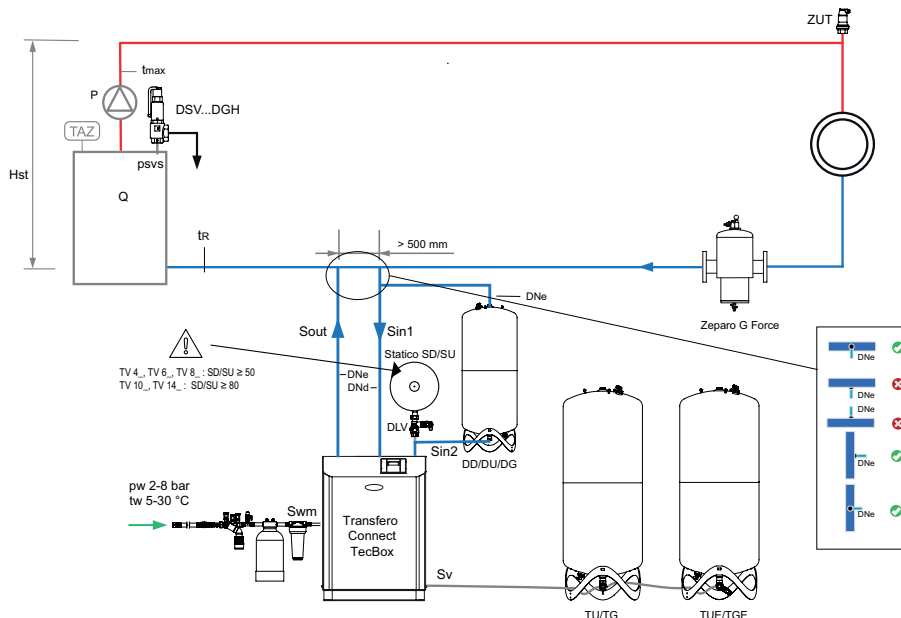 ZUT
tmax
P
DSV...DGH
TAZ
psvs
Hst
Q
tR
> 500 mm
DNe
Zeparo G Force
Sout
Sin1
Statico SD/SU
TV 4_, TV 6_, TV 8_ : SD/SU ≥ 50
TV 10_, TV 14_ : SD/SU ≥ 80
DNe
DNd
DLV
Sin2
DD/DU/DG
DNe
DNe
DNe
DNe
DNe
pw 2-8 bar
tw 5-30 °C
Swm
Transfero
Connect
TecBox
Sv
TU/TG
TUE/TGE